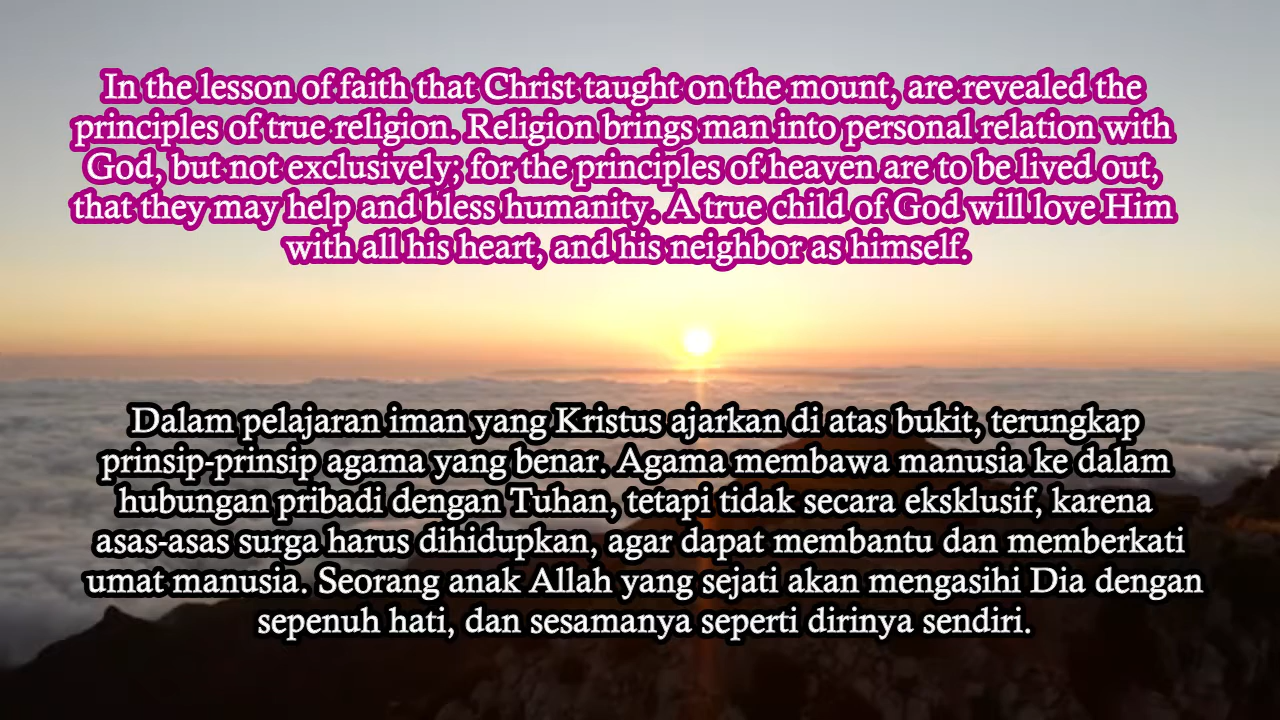 In the lesson of faith that Christ taught on the mount, are revealed the
principles of true religion. Religion brings man into personal relation with
God, but not exclusively; for the principles of heaven are to be lived out,
that they may help and bless humanity. A true child of God will love Him
with all his heart, and his neighbor as himself.
Dalam pelajaran iman yang Kristus ajarkan di atas bukit, terungkap
prinsip-prinsip agama yang benar. Agama membawa manusia ke dalam
hubungan pribadi dengan Tuhan, tetapi tidak secara eksklusif, karena
asas-asas surga harus dihidupkan, agar dapat membantu dan memberkati
umat manusia. Seorang anak Allah yang sejati akan mengasihi Dia dengan
sepenuh hati, dan sesamanya seperti dirinya sendiri.